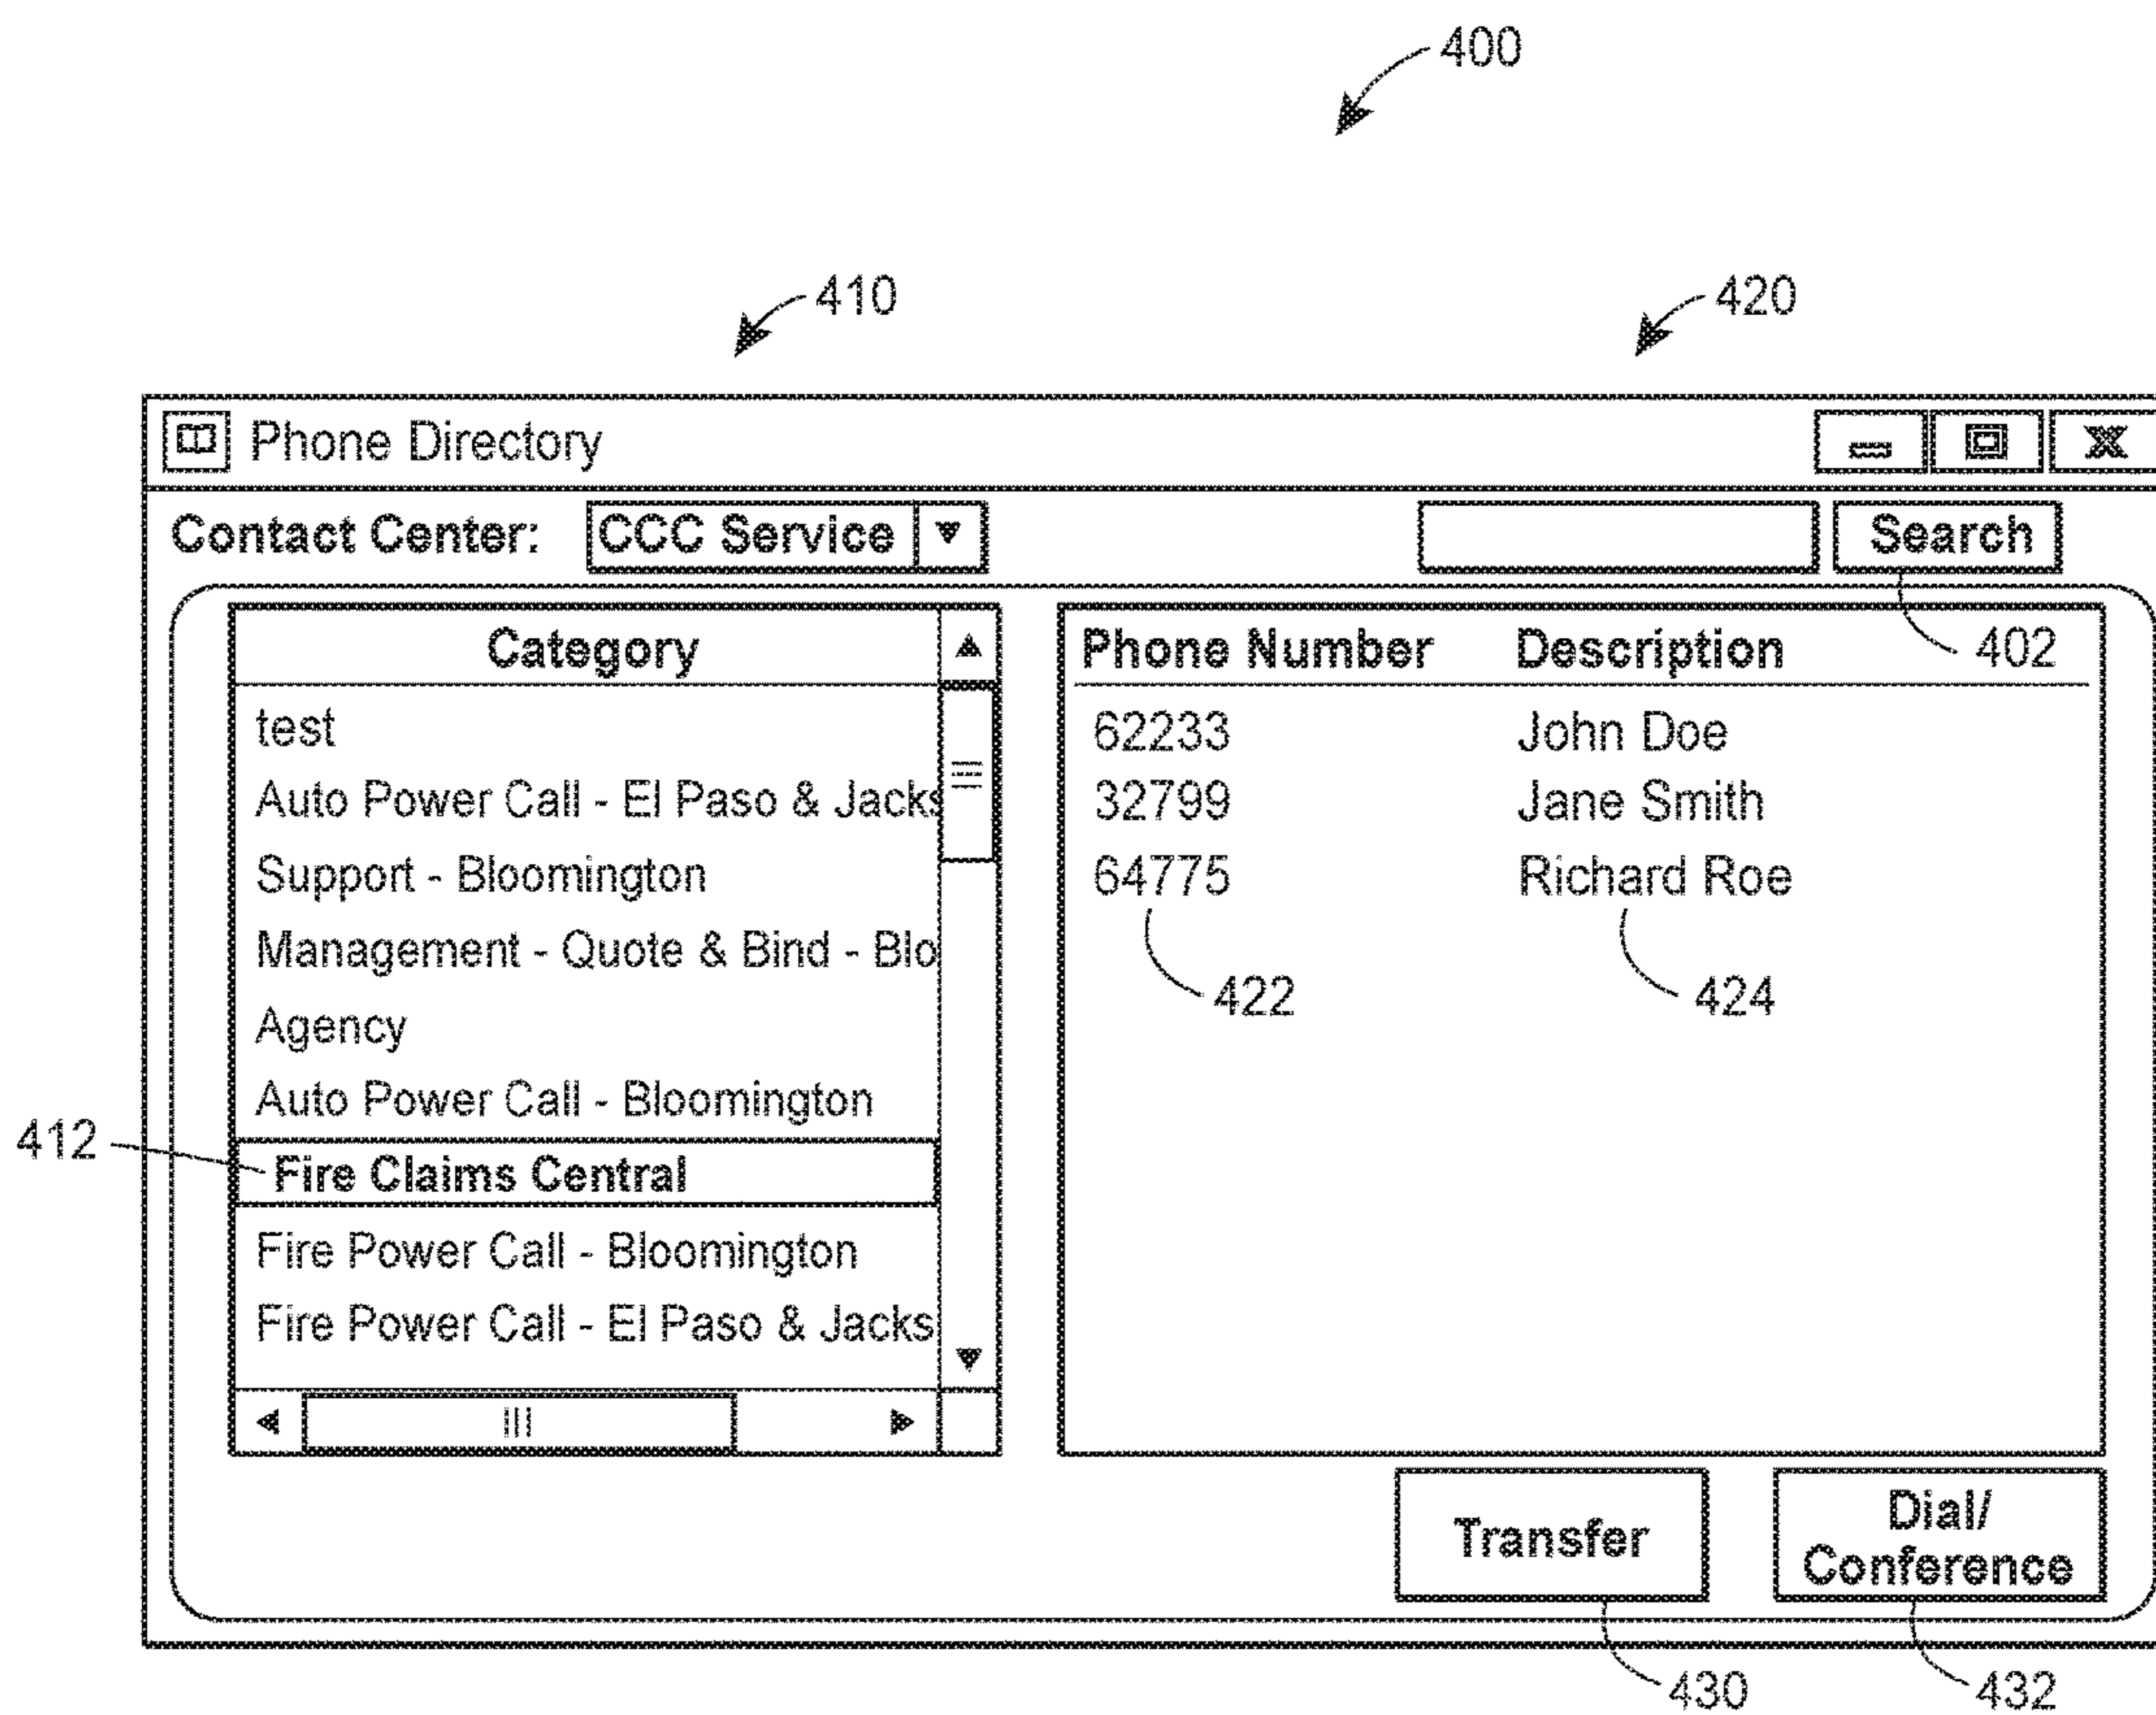 400
410
420
Phone Directory
Contact Center: CCC Service Search
402
Category
test
Auto Power Call - El Paso & Jacks
Support - Bloomington
Management - Quote & Bind - Blo
Agency
Auto Power Call - Bloomington
412
Fire Claims Central
Fire Power Call - Bloomington
Fire Power Call - El Paso & Jacks
Phone Number Description
62233 John Doe
32799 Jane Smith
64775 Richard Roe
422 424
Transfer
Dial/
Conference
430 432